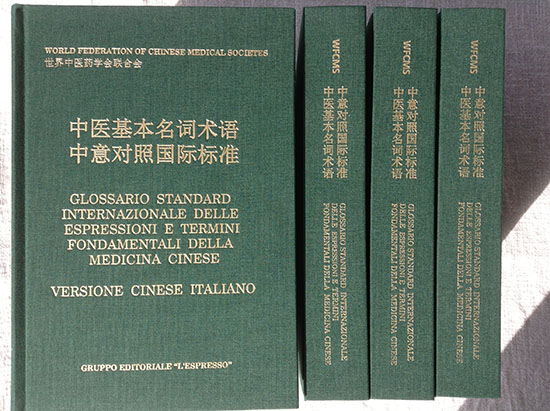 WORLD FEDERATION OF CHINESE MEDICAL SOCIETES
世界中医药学会联合会
中医基本名词术语
中意对照国际标准
GLOSSARIO STANDARD
INTERNAZIONALE DELLE
ESPRESSIONI E TERMINI
FONDAMENTALI DELLA
MEDICINA CINESE
VERSIONE CINESE ITALIANO
GRUPPO EDITORIALE "L'ESPRESSO"
WFCMS
中医基本名词术语
中意对照国际标准
GLOSSARIO STANDARD INTERNAZIONALE
DELLE ESPRESSIONI E TERMINI
FONDAMENTALI DALLA MEDICINA CINESE
WFCMS
中医基本名词术语
中意对照国际标准
GLOSSARIO STANDARD INTERNAZIONALE
DELLE ESPRESSIONI E TERMINI
FONDAMENTALI DALLA MEDICINA CINESE
WFCMS
中医基本名词术语
中意对照国际标准
GLOSSARIO STANDARD INTERNAZIONALE
DELLE ESPRESSIONI E TERMINI
FONDAMENTALI DALLA MEDICINA CINESE